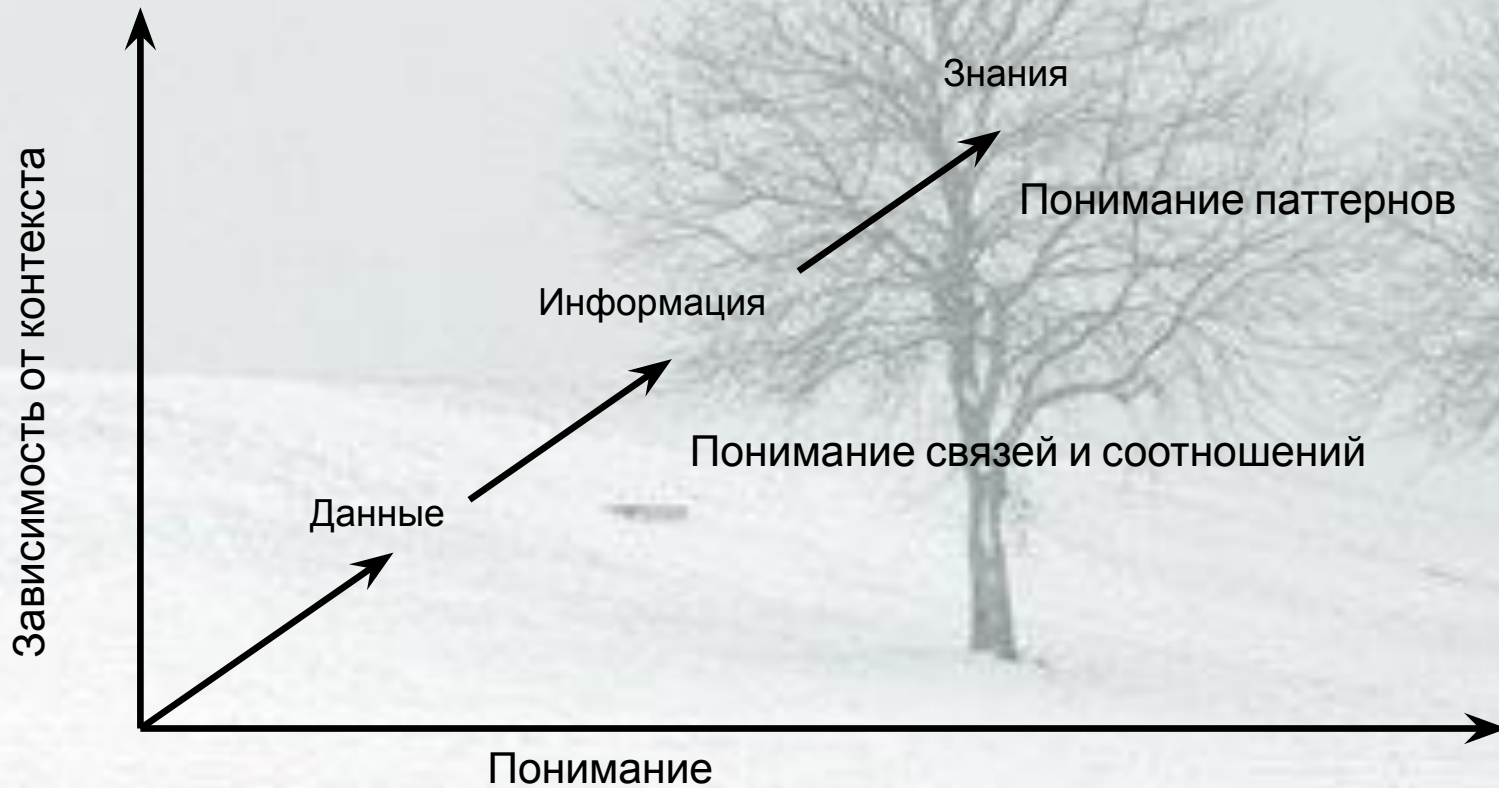 Зависимость от контекста
Знания
Понимание паттернов
Информация
Понимание связей и соотношений
Данные
Понимание